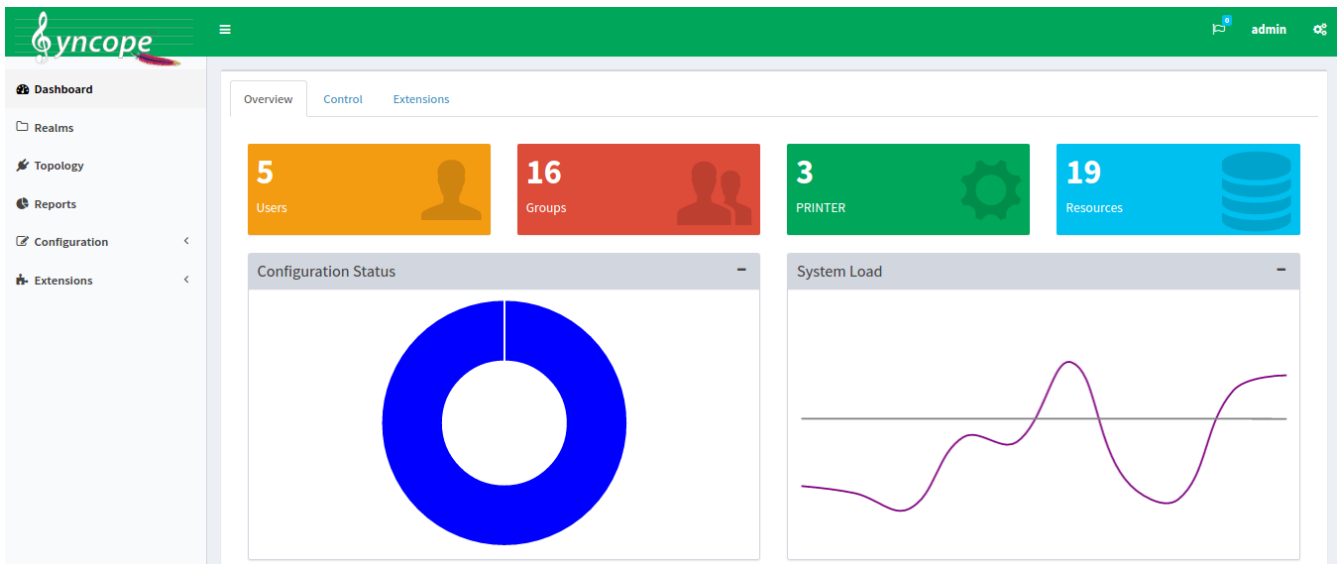 Syncope
0
admin
Dashboard
Realms
Topology
Reports
Configuration
Extensions
Overview Control Extensions
5
Users
16
Groups
3
PRINTER
19
Resources
Configuration Status
System Load